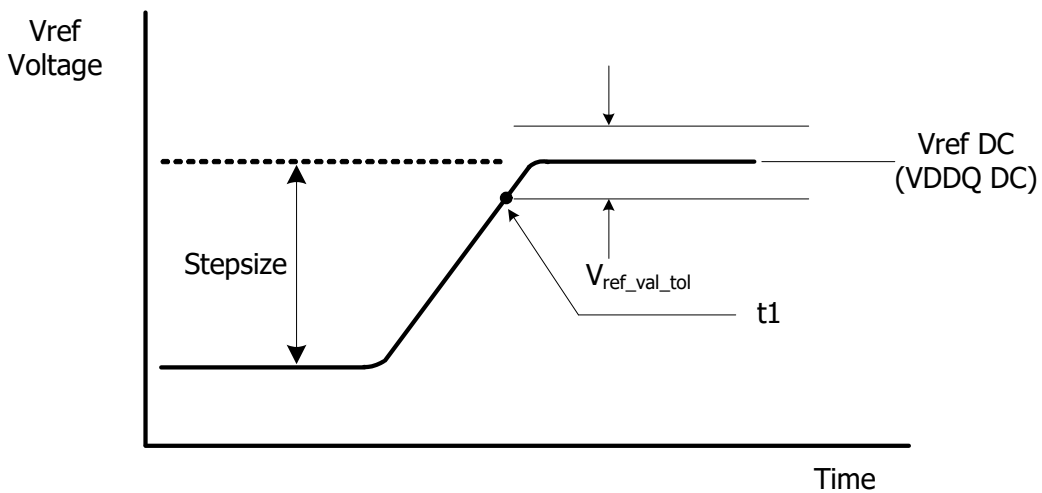 Vref
Voltage
Vref DC
(VDDQ DC)
Stepsize
Vref_val_tol
t1
Time